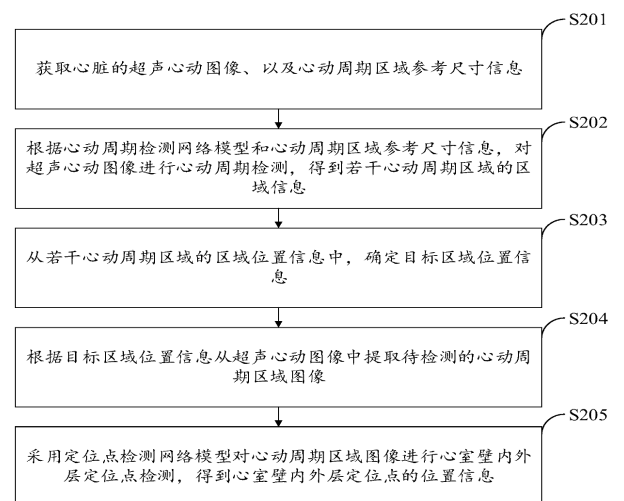 S201
获取心脏的超声心动图像、以及心动周期区域参考尺寸信息
S202
根据心动周期检测网络模型和心动周期区域参考尺寸信息，对
超声心动图像进行心动周期检测，得到若干心动周期区域的区
域信息
S203
从若干心动周期区域的区域位置信息中，确定目标区域位置信
息
S204
根据目标区域位置信息从超声心动图像中提取待检测的心动周
期区域图像
S205
采用定位点检测网络模型对心动周期区域图像进行心室壁内外
层定位点检测，得到心室壁内外层定位点的位置信息